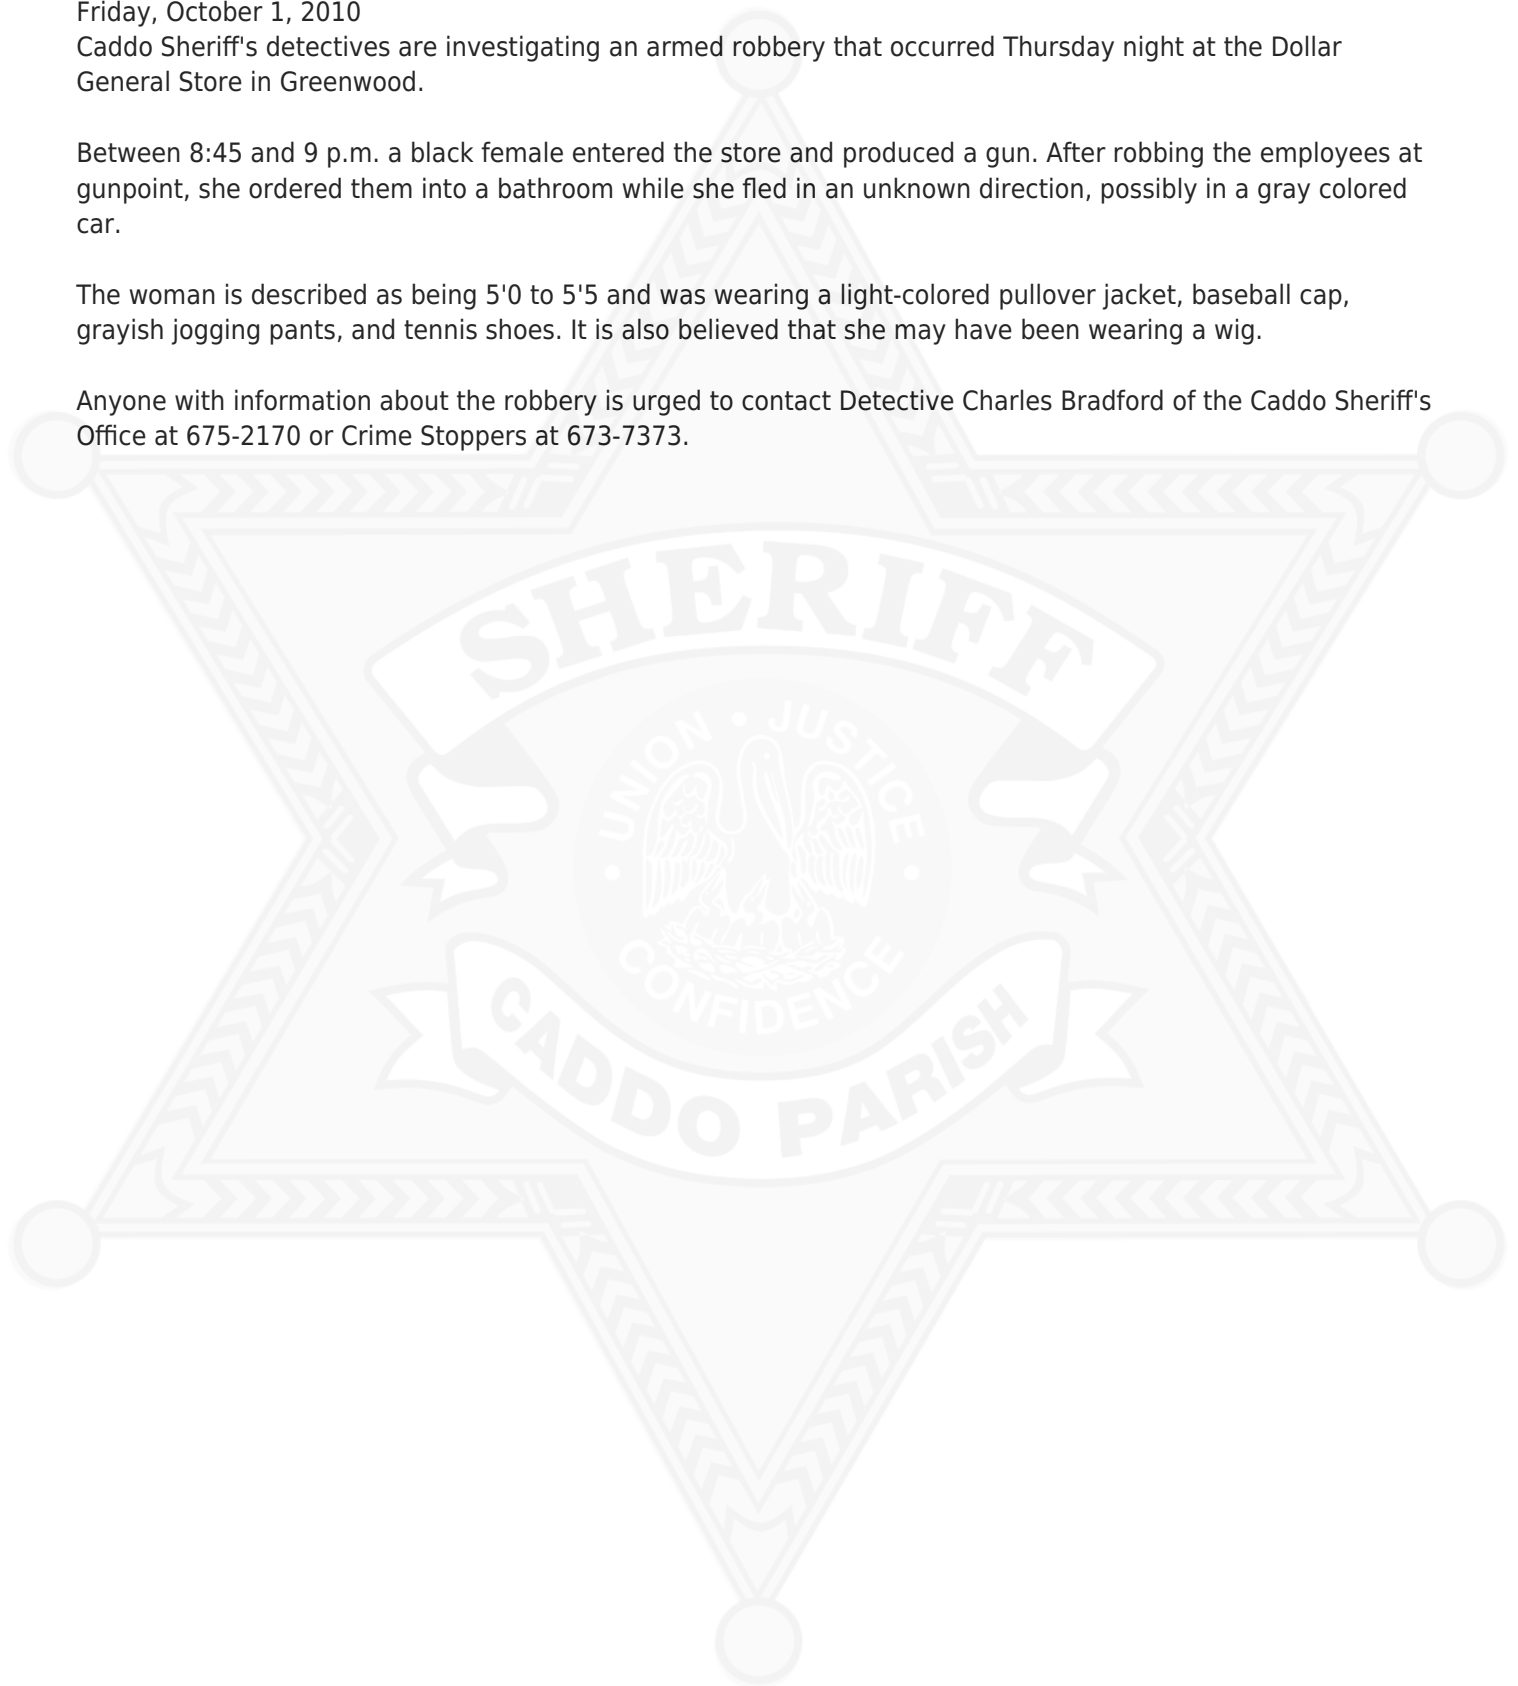 Friday, October 1, 2010
Caddo Sheriff's detectives are investigating an armed robbery that occurred Thursday night at the Dollar
General Store in Greenwood.
Between 8:45 and 9 p.m. a black female entered the store and produced a gun. After robbing the employees at
gunpoint, she ordered them into a bathroom while she fled in an unknown direction, possibly in a gray colored
car.
The woman is described as being 5'0 to 5'5 and was wearing a light-colored pullover jacket, baseball cap,
grayish jogging pants, and tennis shoes. It is also believed that she may have been wearing a wig.
Anyone with information about the robbery is urged to contact Detective Charles Bradford of the Caddo Sheriff's
Office at 675-2170 or Crime Stoppers at 673-7373.
SHERIFF
UNION • JUSTICE
• CONFIDENCE •
CADDO PARISH